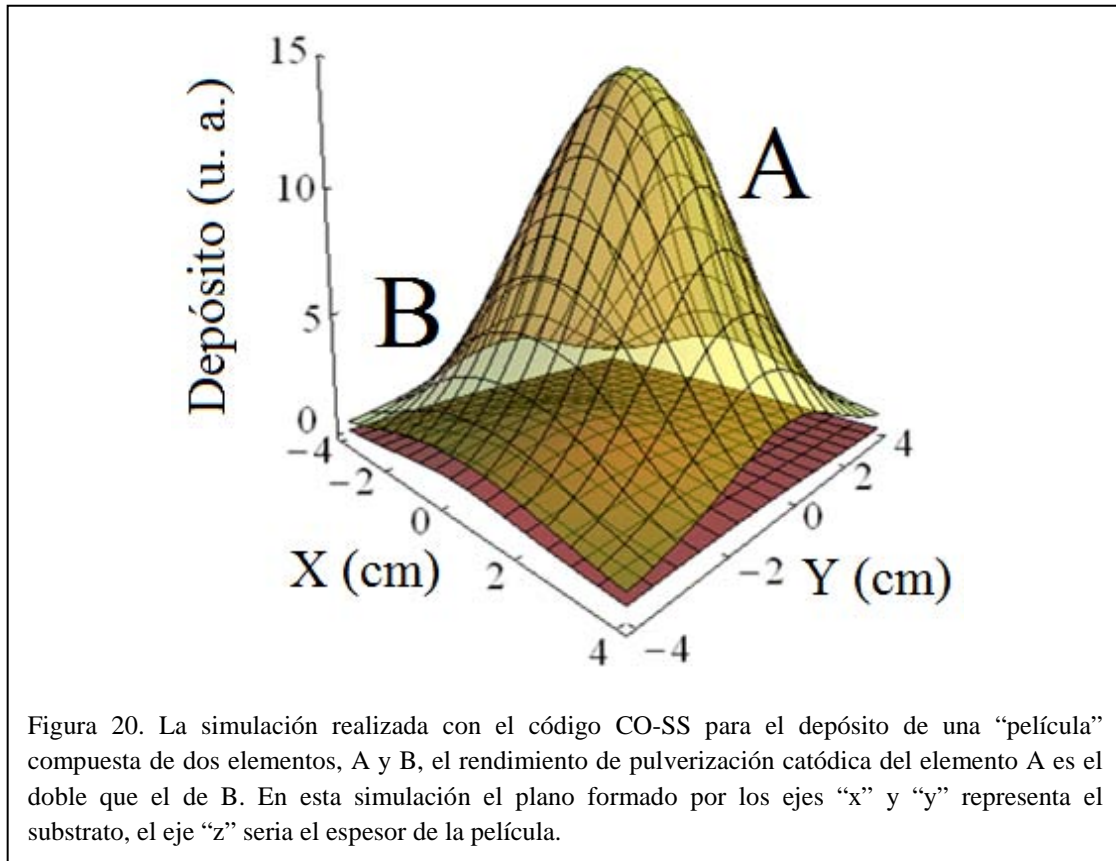 15
10
5
0
Depósito (u. a.)
A
B
−4
−2
0
2
4
X (cm)
−4
−2
0
2
4
Y (cm)
Figura 20. La simulación realizada con el código CO-SS para el depósito de una “película”
compuesta de dos elementos, A y B, el rendimiento de pulverización catódica del elemento A es el
doble que el de B. En esta simulación el plano formado por los ejes “x” y “y” representa el
substrato, el eje “z” seria el espesor de la película.